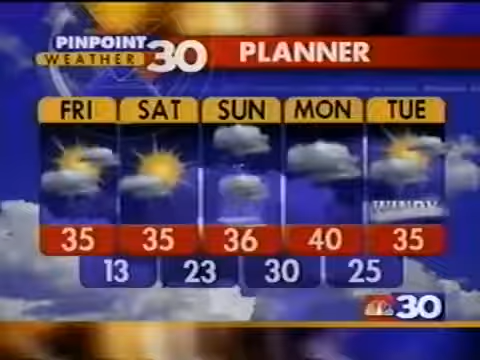 PINPOINT
WEATHER 30
PLANNER
FRI SAT SUN MON TUE
WINDY
35 35 36 40 35
13 23 30 25
30